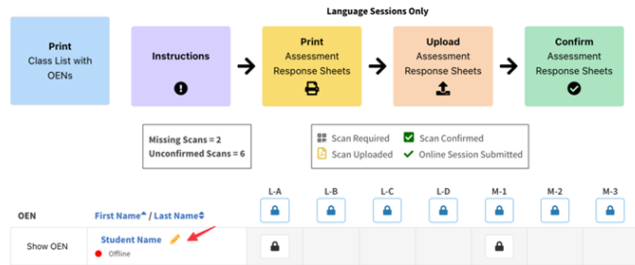 Language Sessions Only
Print
Class List with
OENs
Instructions
Print
Assessment
Response Sheets
Upload
Assessment
Response Sheets
Confirm
Assessment
Response Sheets
Missing Scans = 2
Unconfirmed Scans = 6
Scan Required
Scan Confirmed
Scan Uploaded
Online Session Submitted
L-A L-B L-C L-D M-1 M-2 M-3
OEN First Name / Last Name
Show OEN Student Name
Offline